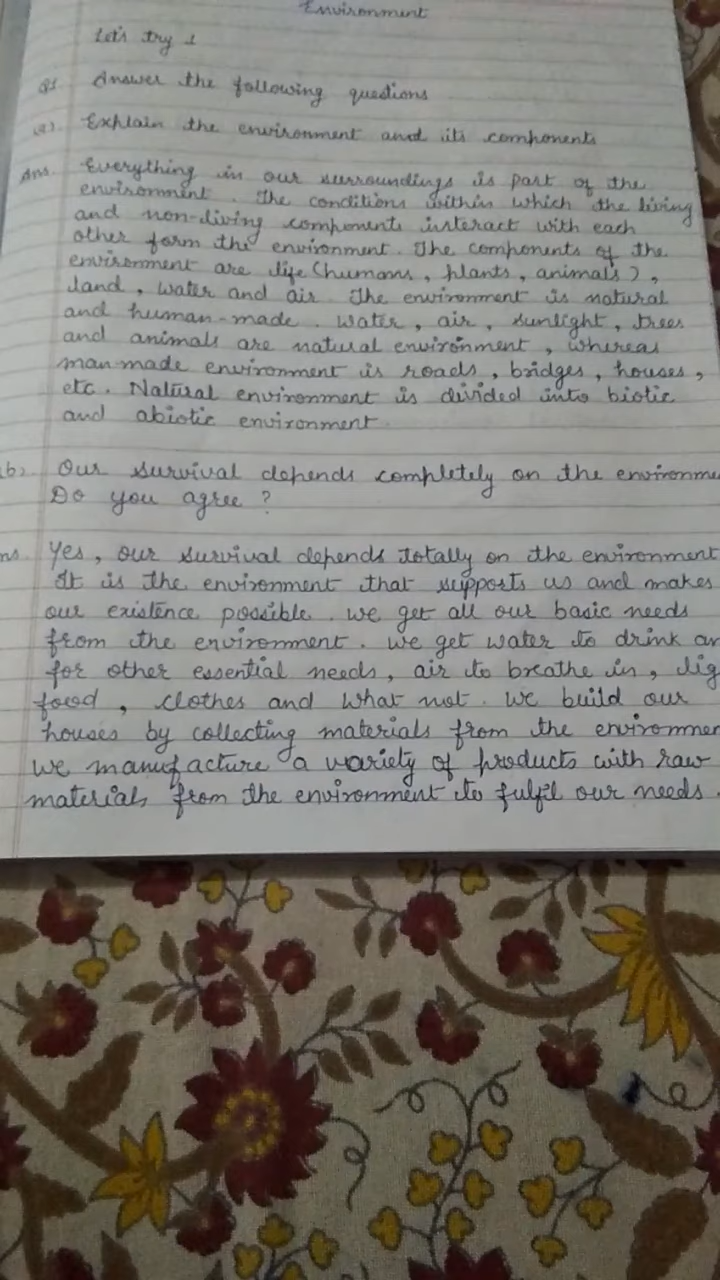 Environment
Let's try 1
Q1 Answer the following questions
(a). Explain the environment and its components
Ans. Everything in our surroundings is part of the
environment. The conditions within which the living
and non-living components interact with each
other form the environment. The components of the
environment are life (humans, plants, animals),
land, water and air. The environment is natural
and human-made. Water, air, sunlight, trees
and animals are natural environment, whereas
man-made environment is roads, bridges, houses,
etc. Natural environment is divided into biotic
and abiotic environment.
b). Our survival depends completely on the environme
Do you agree?
ns Yes, our survival depends totally on the environment
It is the environment that supports us and makes
our existence possible. We get all our basic needs
from the environment. We get water to drink an
for other essential needs, air to breathe in, lig
food, clothes and what not. We build our
houses by collecting materials from the environmen
We manufacture a variety of products with raw
materials from the environment to fulfil our needs.